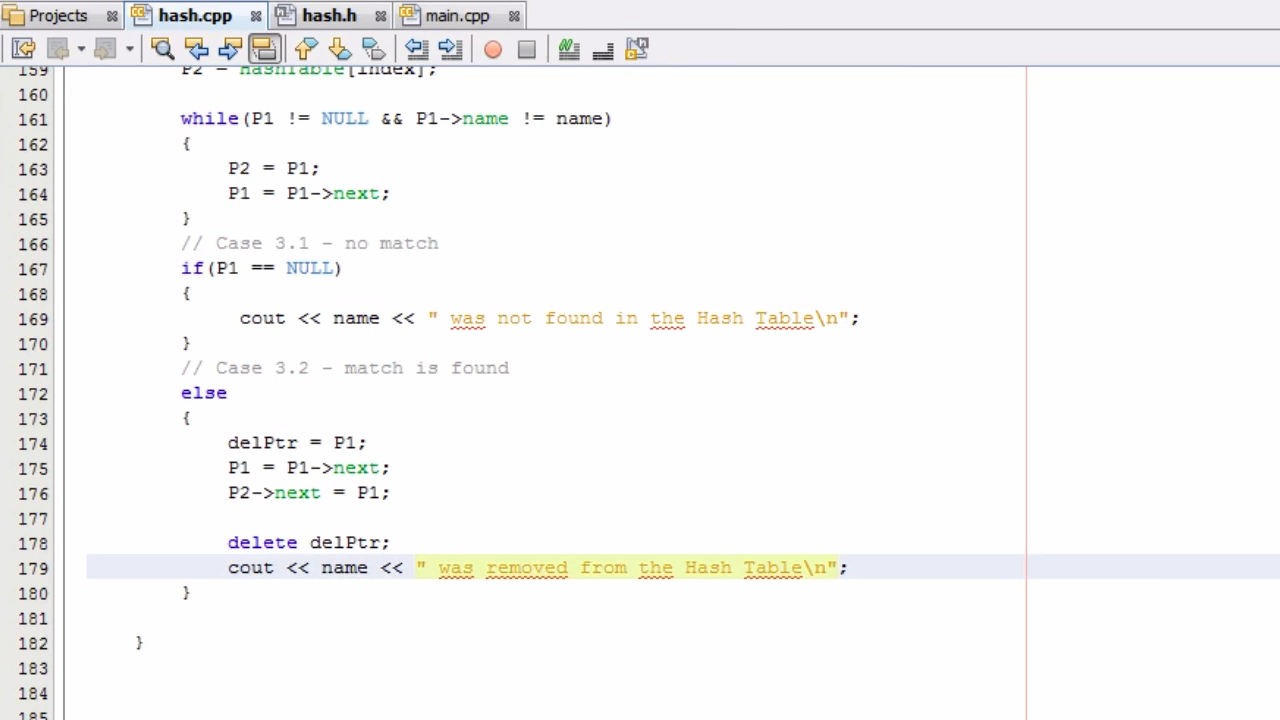 Projects hash.cpp hash.h main.cpp
159 P2 = HashTable[index];
160
161 while(P1 != NULL && P1->name != name)
162 {
163 P2 = P1;
164 P1 = P1->next;
165 }
166 // Case 3.1 - no match
167 if(P1 == NULL)
168 {
169 cout << name << " was not found in the Hash Table\n";
170 }
171 // Case 3.2 - match is found
172 else
173 {
174 delPtr = P1;
175 P1 = P1->next;
176 P2->next = P1;
177
178 delete delPtr;
179 cout << name << " was removed from the Hash Table\n";
180 }
181
182 }
183
184
185